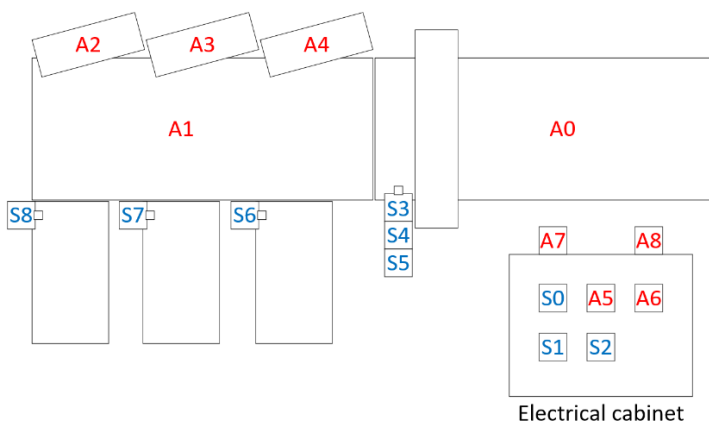 A2 A3 A4
A1 A0
S8 S7 S6 S3
S4
S5
A7 A8
S0 A5 A6
S1 S2
Electrical cabinet